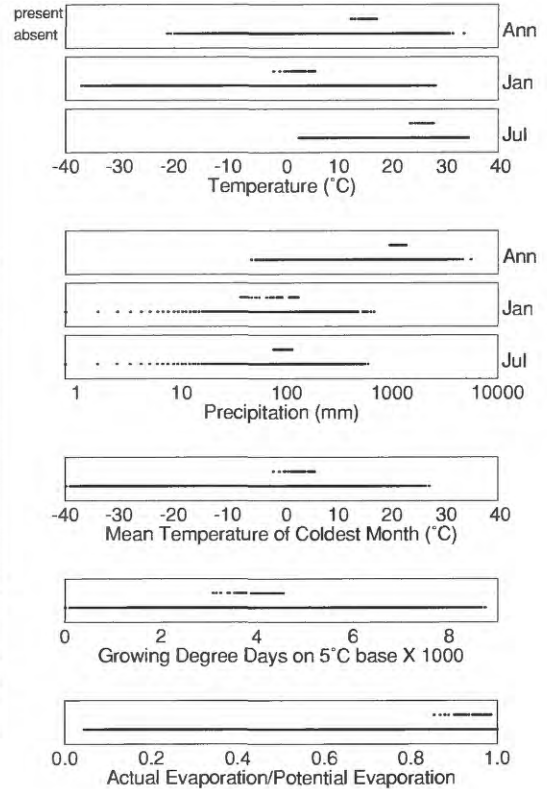 present
absent
Ann
Jan
Jul
-40 -30 -20 -10 0 10 20 30 40
Temperature (˚C)
Ann
Jan
Jul
1 10 100 1000 10000
Precipitation (mm)
-40 -30 -20 -10 0 10 20 30 40
Mean Temperature of Coldest Month (˚C)
0 2 4 6 8
Growing Degree Days on 5˚C base X 1000
0.0 0.2 0.4 0.6 0.8 1.0
Actual Evaporation/Potential Evaporation